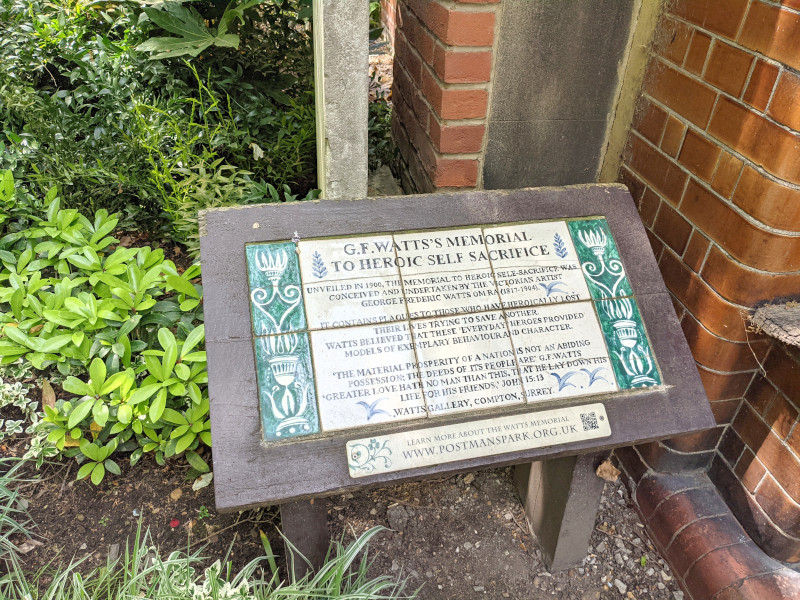 G.F.WATTS'S MEMORIAL
TO HEROIC SELF SACRIFICE
UNVEILED IN 1900, THE MEMORIAL TO HEROIC SELF-SACRIFICE WAS
CONCEIVED AND UNDERTAKEN BY THE VICTORIAN ARTIST
GEORGE FREDERIC WATTS OM RA (1817-1904)
IT CONTAINS PLAQUES TO THOSE WHO HAVE HEROICALLY LOST
THEIR LIVES TRYING TO SAVE ANOTHER.
WATTS BELIEVED THAT THESE 'EVERYDAY' HEROES PROVIDED
MODELS OF EXEMPLARY BEHAVIOUR AND CHARACTER.
"THE MATERIAL PROSPERITY OF A NATION IS NOT AN ABIDING
POSSESSION; THE DEEDS OF ITS PEOPLE ARE" G.F.WATTS
"GREATER LOVE HATE NO MAN THAN THIS, THAT HE LAY DOWN HIS
LIFE FOR HIS FRIENDS," JOHN 15:13
WATTS GALLERY, COMPTON, SURREY.
LEARN MORE ABOUT THE WATTS MEMORIAL
WWW.POSTMANSPARK.ORG.UK